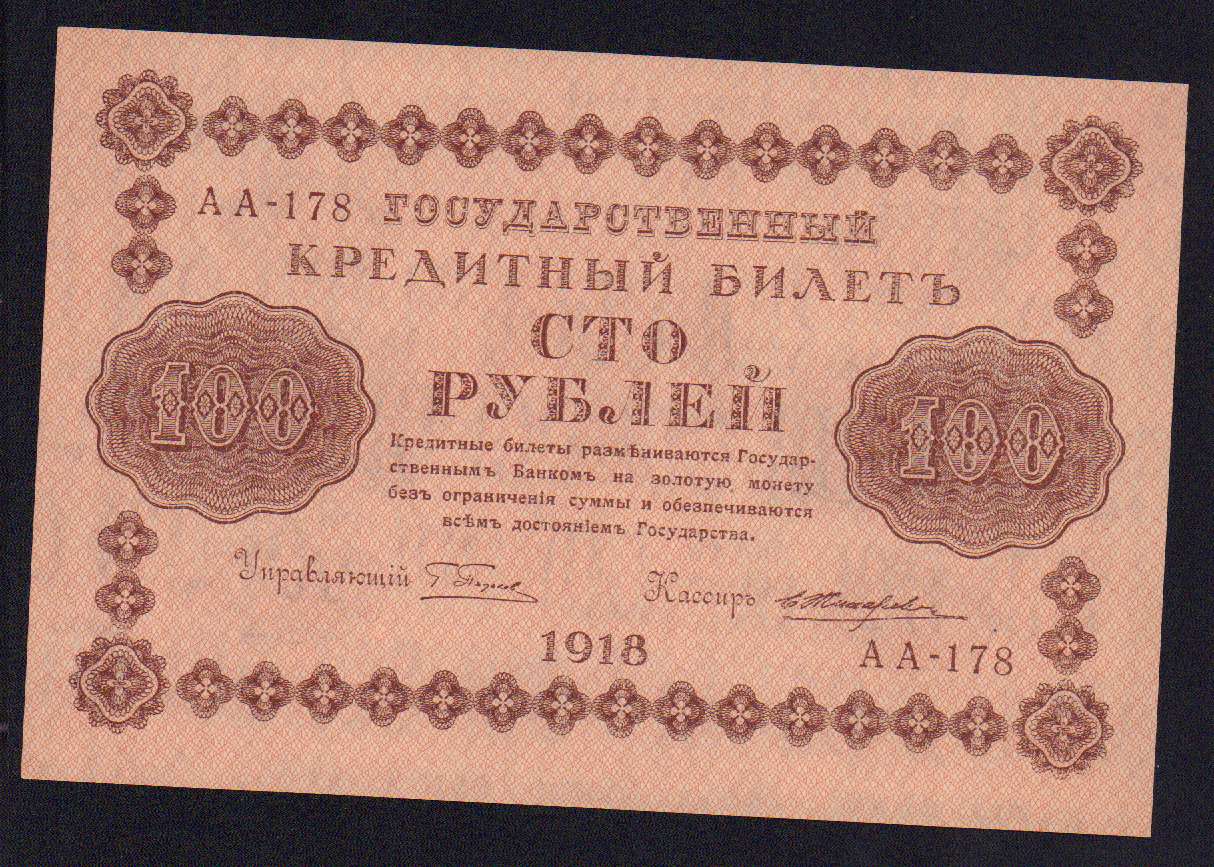 АА-178 ГОСУДАРСТВЕННЫЙ
КРЕДИТНЫЙ БИЛЕТЪ
СТО
РУБЛЕЙ
100
100
Кредитные билеты размѣниваются Государ-
ственнымъ Банкомъ на золотую монету
безъ ограниченія суммы и обезпечиваются
всѣмъ достояніемъ Государства.
Управляющій
Кассиръ
1918
АА-178